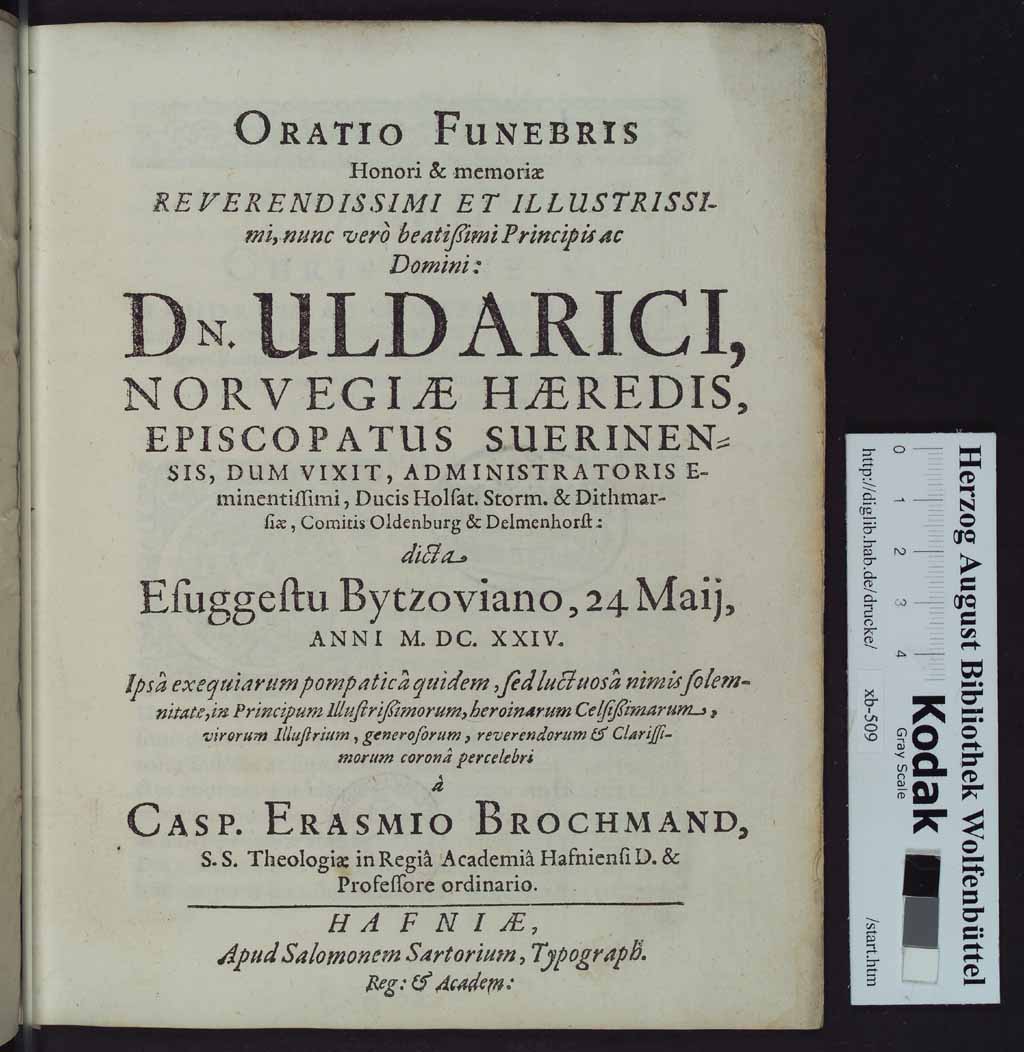 ORATIO FUNEBRIS
Honori & memoriæ
REVERENDISSIMI ET ILLUSTRISSI-
mi, nunc verò beatißimi Principis ac
Domini:
DN. ULDARICI,
NORVEGIÆ HÆREDIS,
EPISCOPATUS SUERINEN-
SIS, DUM VIXIT, ADMINISTRATORIS E-
minentiſſimi, Ducis Holſat. Storm. & Dithmar-
ſiæ, Comitis Oldenburg & Delmenhorſt:
dicta
Eſuggeſtu Bytzoviano, 24 Maij,
ANNI M. DC. XXIV.
Ipsâ exequiarum pompaticâ quidem, ſed luctuosâ nimis ſolem-
nitate, in Principum Illuſtrißimorum, heroinarum Celſißimarum,
virorum Illuſtrium, generoſorum, reverendorum & Clariſſi-
morum coronâ percelebri
à
CASP. ERASMIO BROCHMAND,
S. S. Theologiæ in Regiâ Academiâ Hafnienſi D. &
Profeſſore ordinario.
HAFNIÆ,
Apud Salomonem Sartorium, Typograph.
Reg: & Academ:
Herzog August Bibliothek Wolfenbüttel
Kodak
Gray Scale
0 1 2 3 4
http://diglib.hab.de/drucke/ xb-509 /start.htm